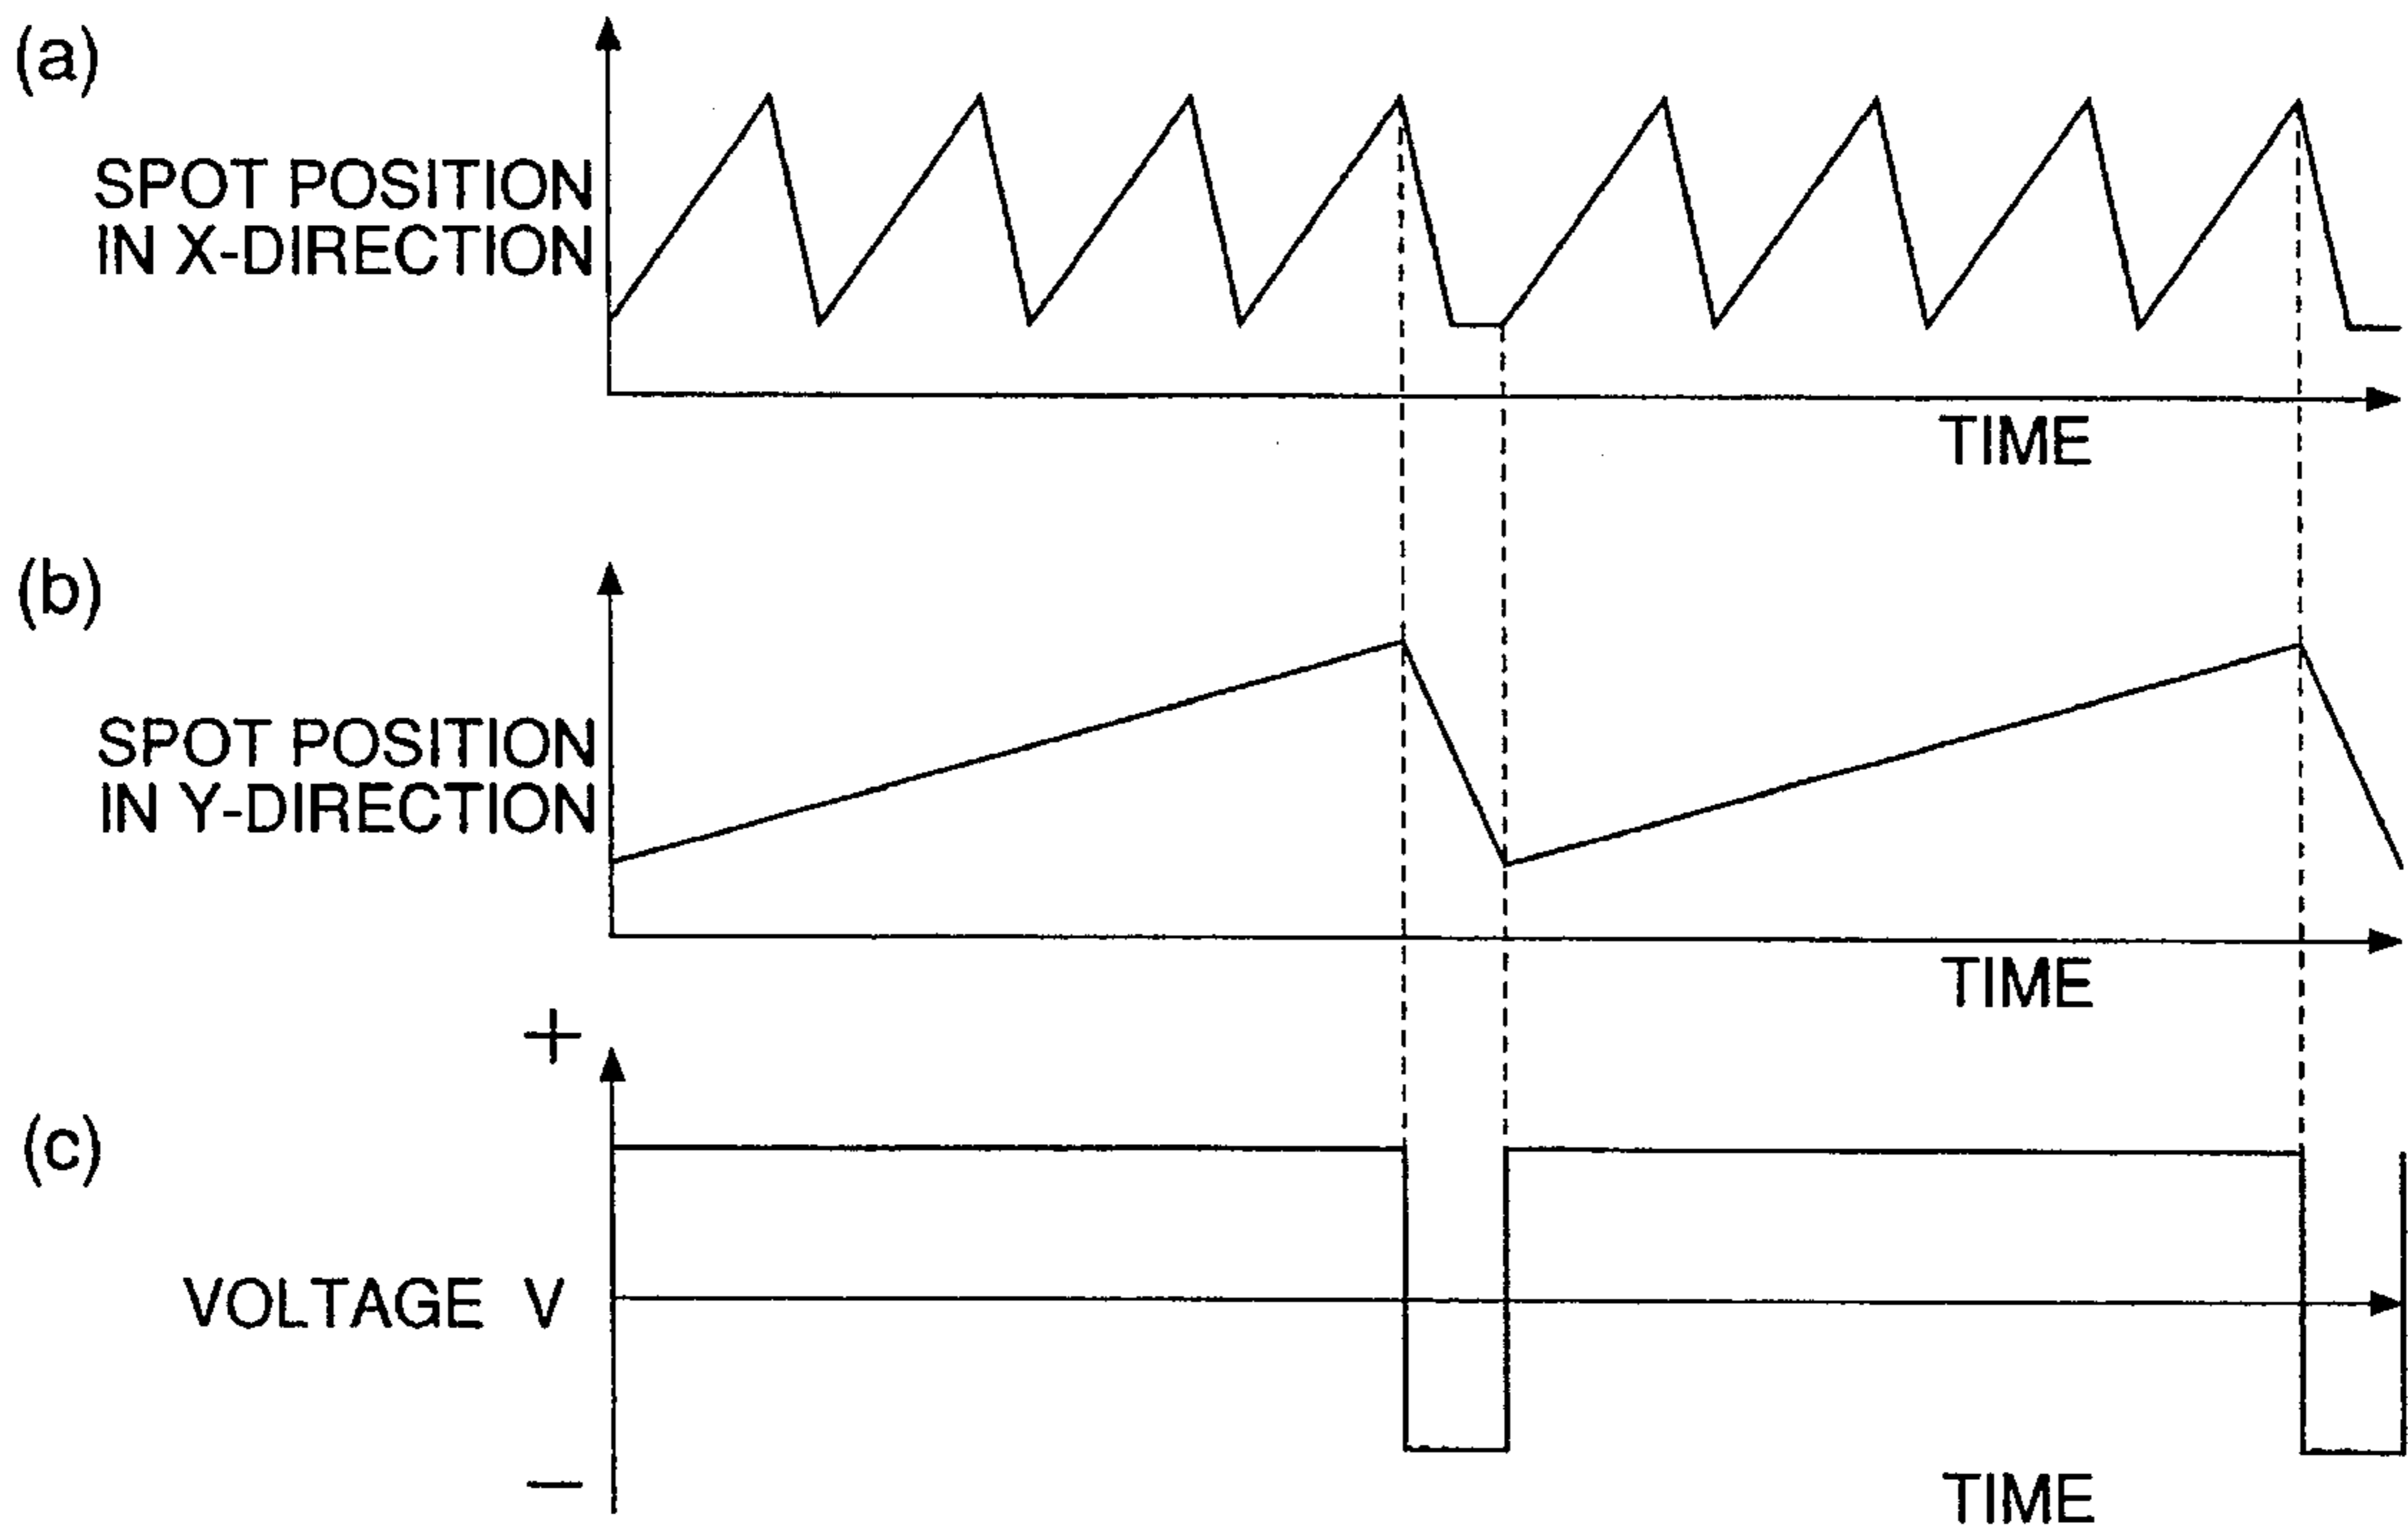 (a)
SPOT POSITION
IN X-DIRECTION
TIME
(b)
SPOT POSITION
IN Y-DIRECTION
TIME
+
(c)
VOLTAGE V
−
TIME